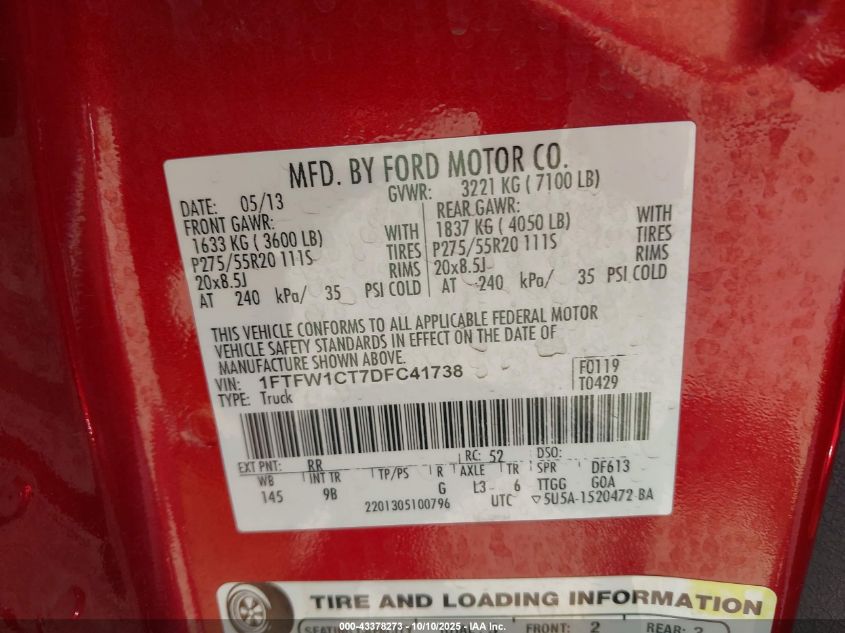 MFD. BY FORD MOTOR CO.
DATE: 05/13 GVWR: 3221 KG ( 7100 LB)
FRONT GAWR: REAR GAWR:
1633 KG ( 3600 LB) WITH 1837 KG ( 4050 LB) WITH
P275/55R20 111S TIRES P275/55R20 111S TIRES
20x8.5J RIMS 20x8.5J RIMS
AT 240 kPa/ 35 PSI COLD AT 240 kPa/ 35 PSI COLD
THIS VEHICLE CONFORMS TO ALL APPLICABLE FEDERAL MOTOR
VEHICLE SAFETY STANDARDS IN EFFECT ON THE DATE OF
MANUFACTURE SHOWN ABOVE.
VIN: 1FTFW1CT7DFC41738 F0119
TYPE: Truck T0429
EXT PNT: RR RC: 52 DSO:
WB INT TR TP/PS R AXLE TR SPR DF613
145 9B G L3 6 TTGG GOA
2201305100796 UTC ▽5U5A-1520472 BA
TIRE AND LOADING INFORMATION
FRONT: 2 REAR: 3
000-43378273 - 10/10/2025 - IAA, Inc.